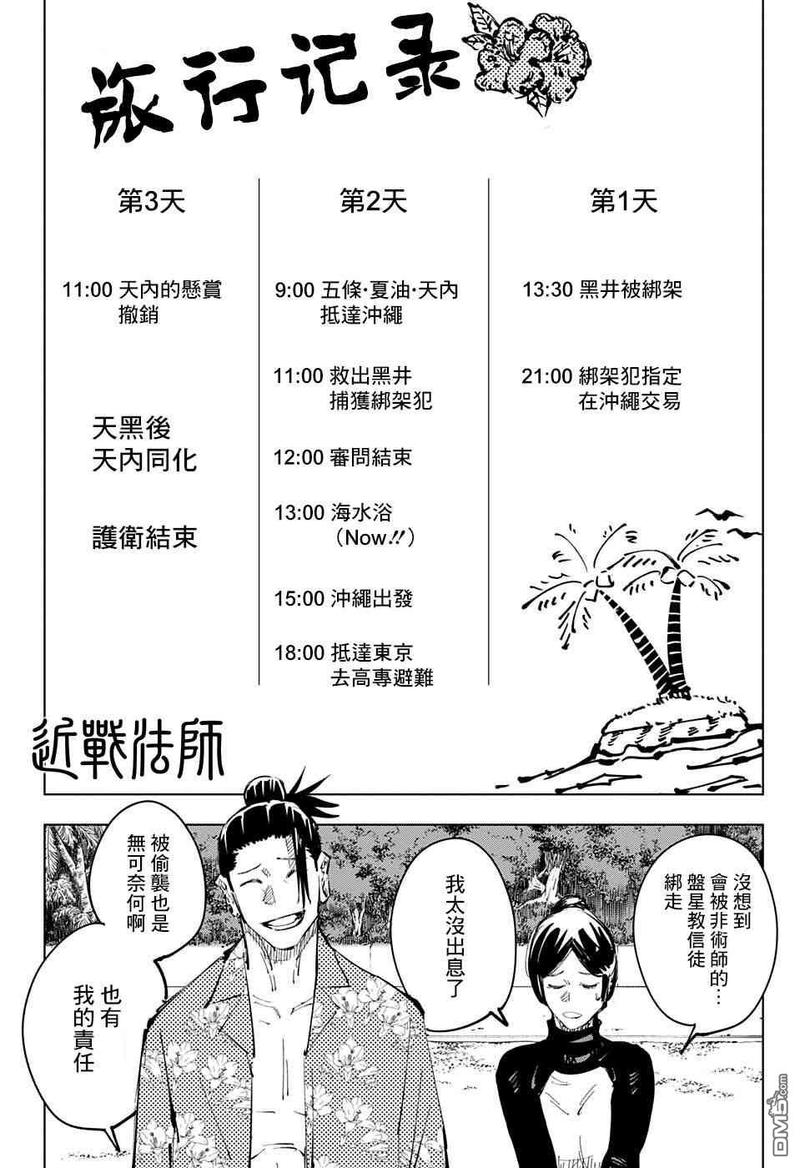 旅行记录
第1天
13:30 黑井被綁架
21:00 綁架犯指定
在沖繩交易
第2天
9:00 五條·夏油·天內
抵達沖繩
11:00 救出黑井
捕獲綁架犯
12:00 審問結束
13:00 海水浴
（Now!!）
15:00 沖繩出發
18:00 抵達東京
去高專避難
第3天
11:00 天內的懸賞
撤銷
天黑後
天內同化
護衛結束
近戰法師
沒想到
會被非術師的…
盤星教信徒
綁走
我太沒出息了
被偷襲也是
無可奈何啊
也有
我的責任
DM5.com